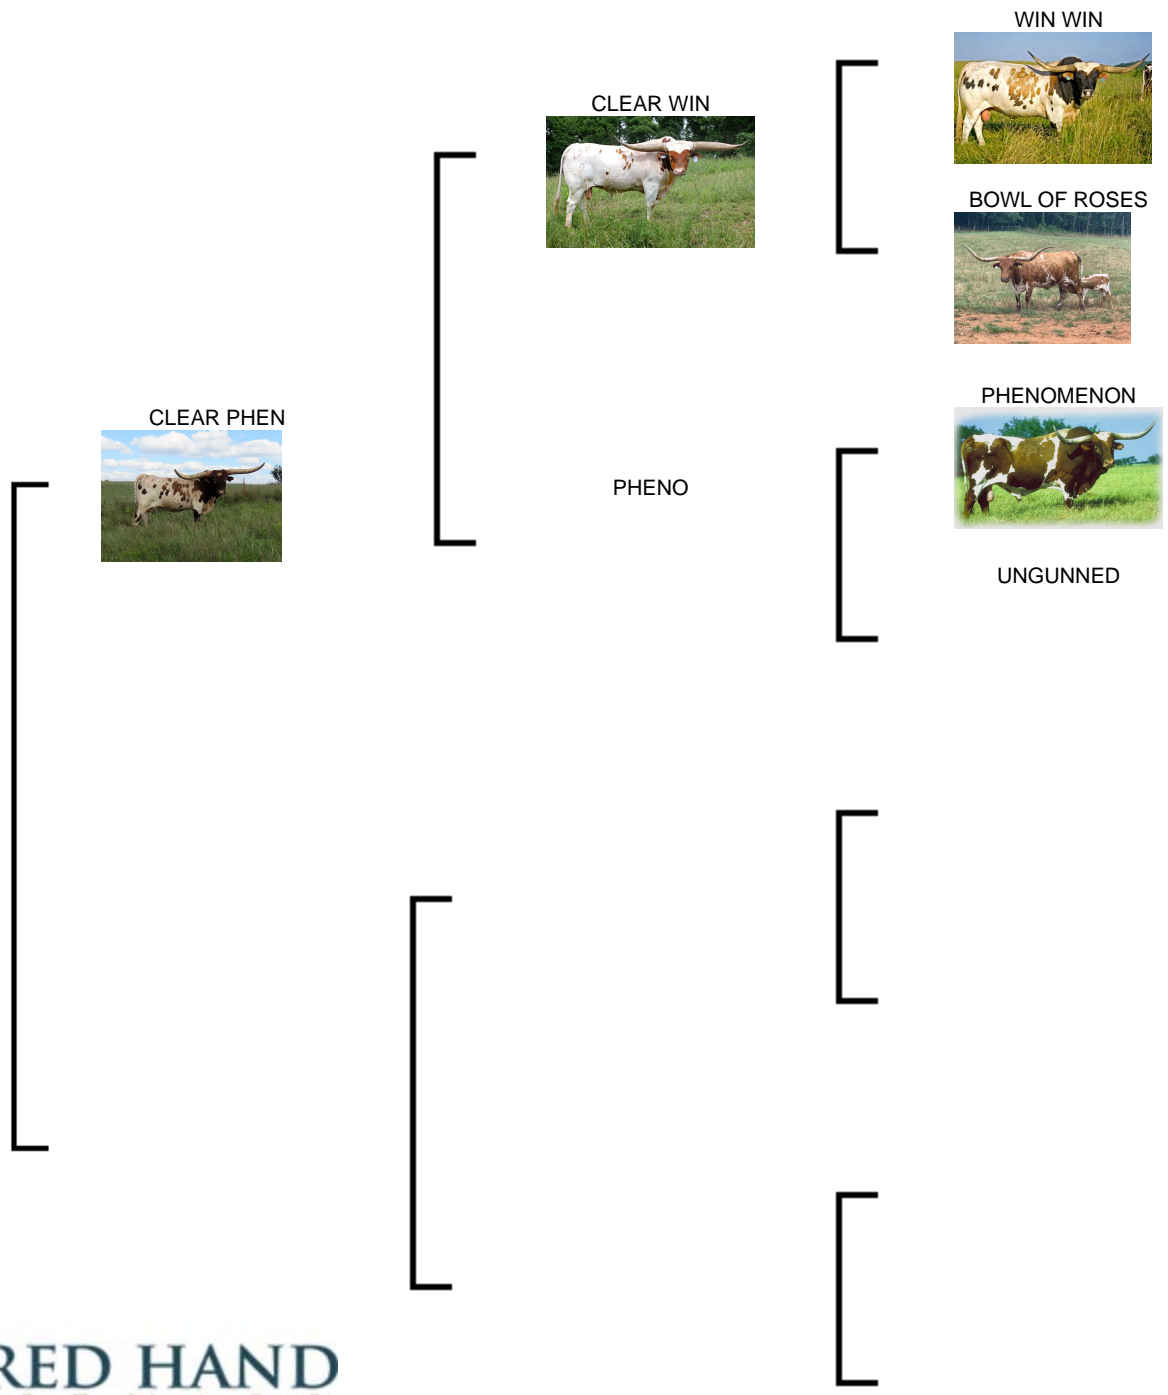 WIN WIN
CLEAR WIN
BOWL OF ROSES
PHENOMENON
CLEAR PHEN
PHENO
UNGUNNED
RED HAND